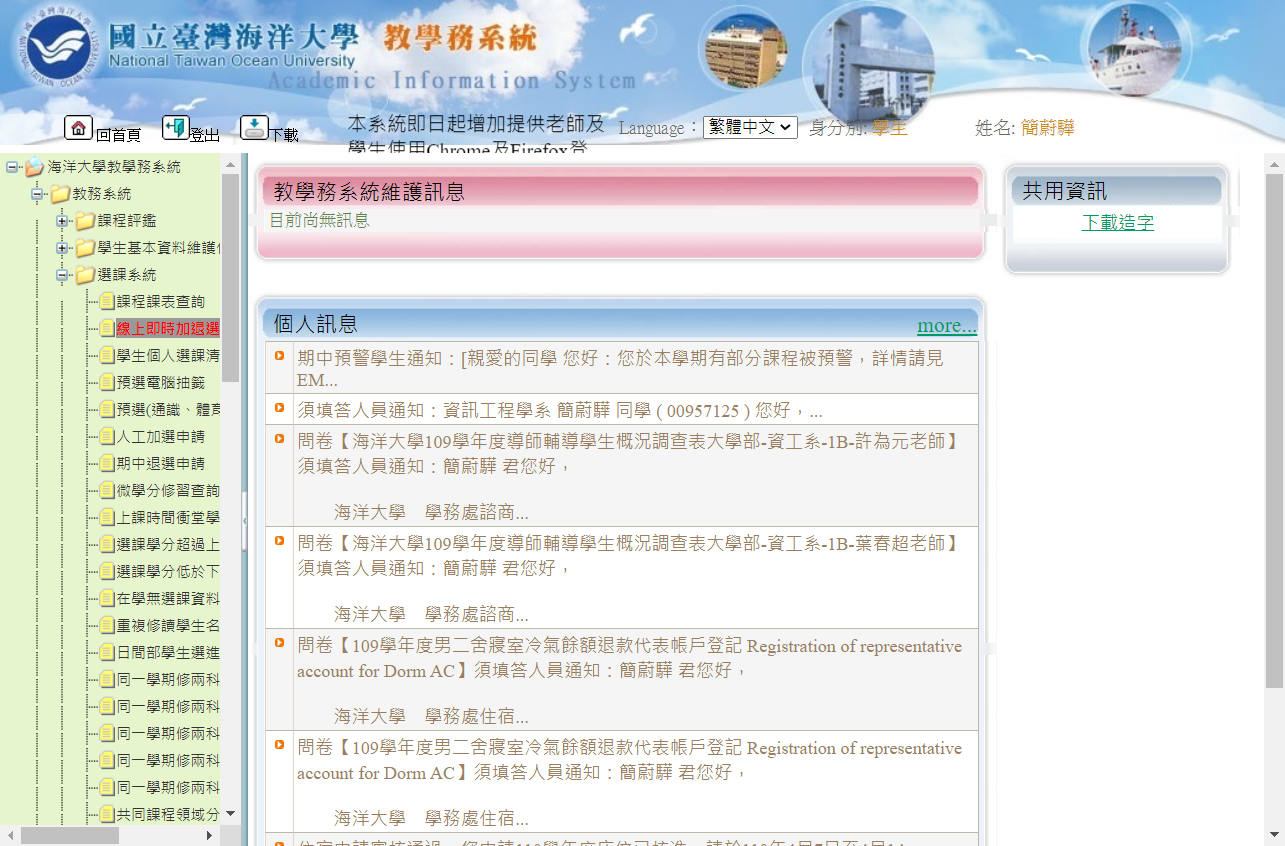 國立臺灣海洋大學 教學務系統
National Taiwan Ocean University
Academic Information System
回首頁 登出 下載
本系統即日起增加提供老師及
學生使用Chrome及Firefox登
Language： 繁體中文 身分別: 學生 姓名: 簡蔚驊
海洋大學教學務系統
教務系統
課程評鑑
學生基本資料維護
選課系統
課程課表查詢
線上即時加退選
學生個人選課清
預選電腦抽籤
預選(通識、體育
人工加選申請
期中退選申請
微學分修習查詢
上課時間衝堂學
選課學分超過上
選課學分低於下
在學無選課資料
重複修讀學生名
日間部學生選進
同一學期修兩科
同一學期修兩科
同一學期修兩科
同一學期修兩科
同一學期修兩科
共同課程領域分
教學務系統維護訊息
目前尚無訊息
個人訊息
more...
期中預警學生通知：[親愛的同學 您好：您於本學期有部分課程被預警，詳情請見
EM...
須填答人員通知：資訊工程學系 簡蔚驊 同學 ( 00957125 ) 您好，...
問卷【海洋大學109學年度導師輔導學生概況調查表大學部-資工系-1B-許為元老師】
須填答人員通知：簡蔚驊 君您好，
海洋大學　學務處諮商...
問卷【海洋大學109學年度導師輔導學生概況調查表大學部-資工系-1B-葉春超老師】
須填答人員通知：簡蔚驊 君您好，
海洋大學　學務處諮商...
問卷【109學年度男二舍寢室冷氣餘額退款代表帳戶登記 Registration of representative
account for Dorm AC】須填答人員通知：簡蔚驊 君您好，
海洋大學　學務處住宿...
問卷【109學年度男二舍寢室冷氣餘額退款代表帳戶登記 Registration of representative
account for Dorm AC】須填答人員通知：簡蔚驊 君您好，
海洋大學　學務處住宿...
共用資訊
下載造字